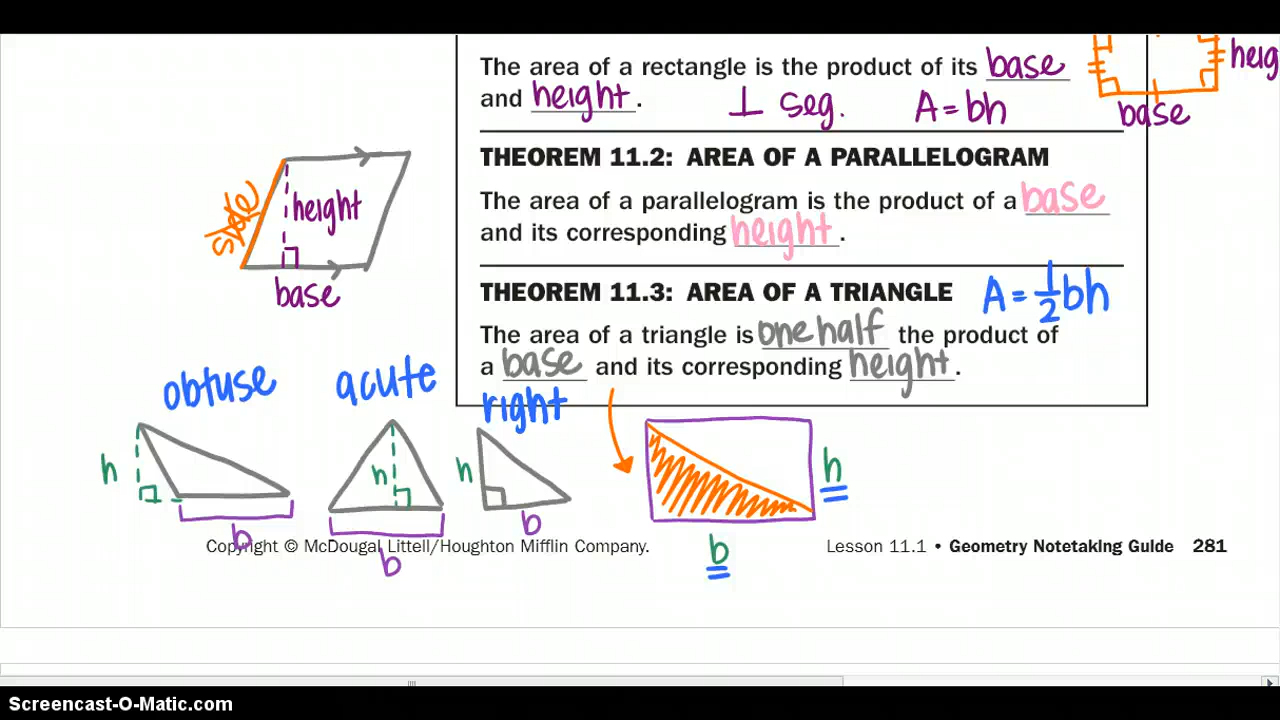 The area of a rectangle is the product of its base
and height.
⊥ seg. A = bh
base
THEOREM 11.2: AREA OF A PARALLELOGRAM
The area of a parallelogram is the product of a base
and its corresponding height.
side
height
base
THEOREM 11.3: AREA OF A TRIANGLE A = 1/2 bh
The area of a triangle is one half the product of
a base and its corresponding height.
obtuse acute right
h h h h
b b b b
Copyright © McDougal Littell/Houghton Mifflin Company.
Lesson 11.1 • Geometry Notetaking Guide 281
Screencast-O-Matic.com